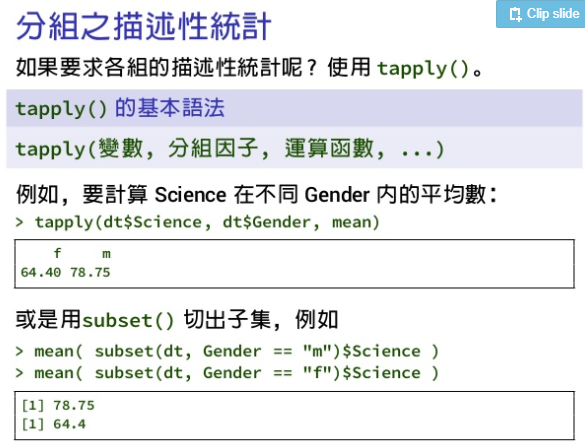 Clip slide
分組之描述性統計
如果要求各組的描述性統計呢？使用 tapply()。
tapply() 的基本語法
tapply(變數, 分組因子, 運算函數, ...)
例如，要計算 Science 在不同 Gender 內的平均數：
> tapply(dt$Science, dt$Gender, mean)
f m
64.40 78.75
或是用subset() 切出子集，例如
> mean( subset(dt, Gender == "m")$Science )
> mean( subset(dt, Gender == "f")$Science )
[1] 78.75
[1] 64.4